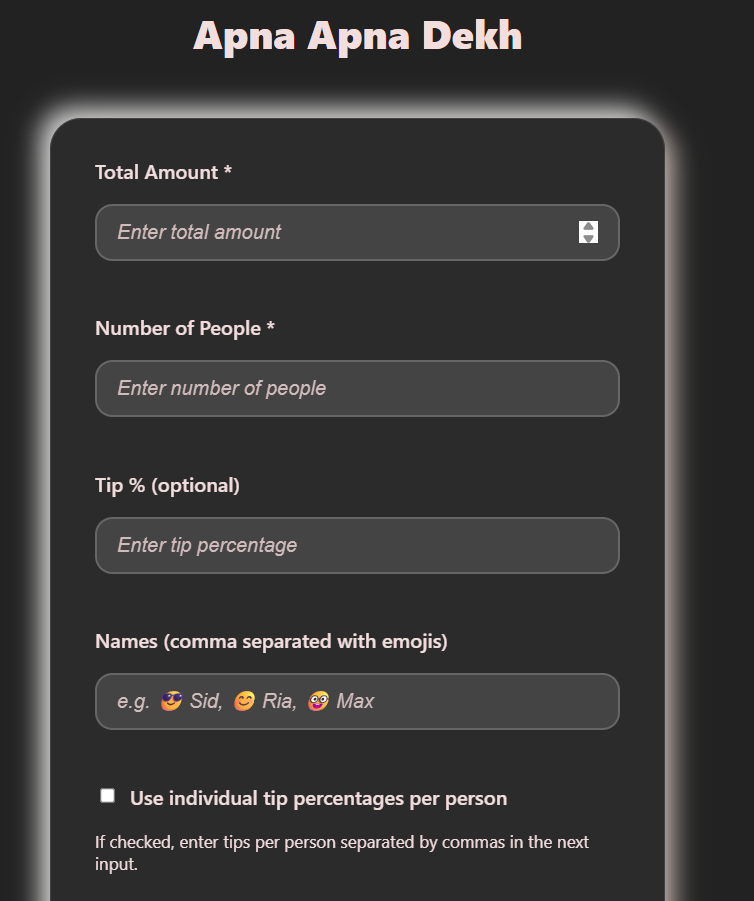 Apna Apna Dekh
Total Amount *
Enter total amount
Number of People *
Enter number of people
Tip % (optional)
Enter tip percentage
Names (comma separated with emojis)
e.g. 😎 Sid, 😊 Ria, 🤓 Max
Use individual tip percentages per person
If checked, enter tips per person separated by commas in the next
input.